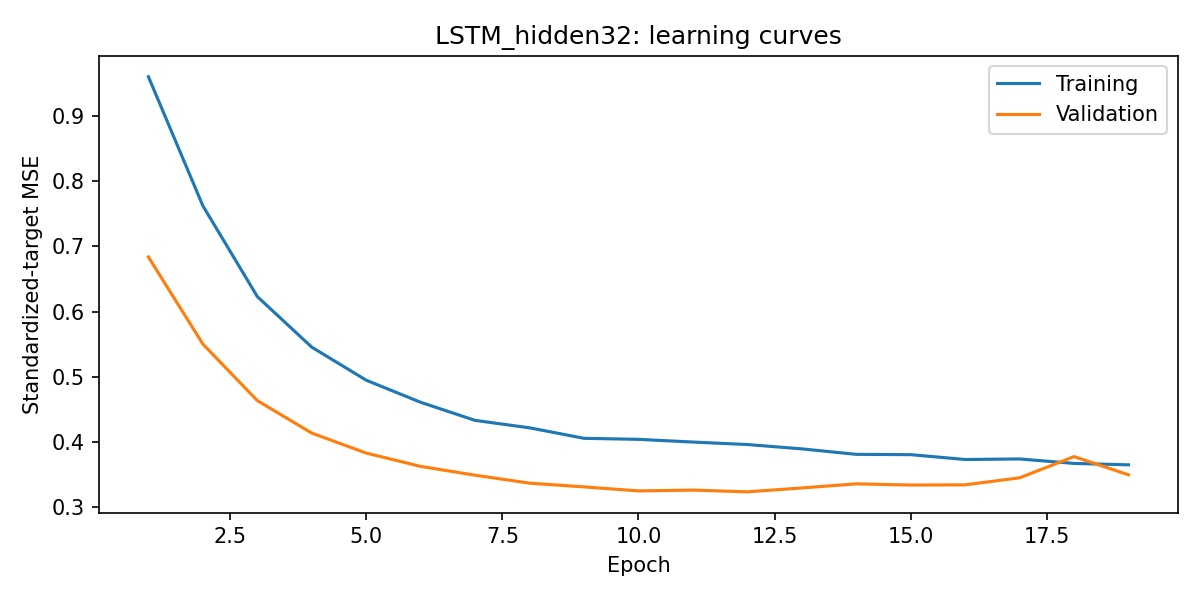 LSTM_hidden32: learning curves
Training
Validation
Standardized-target MSE
0.9
0.8
0.7
0.6
0.5
0.4
0.3
2.5 5.0 7.5 10.0 12.5 15.0 17.5
Epoch